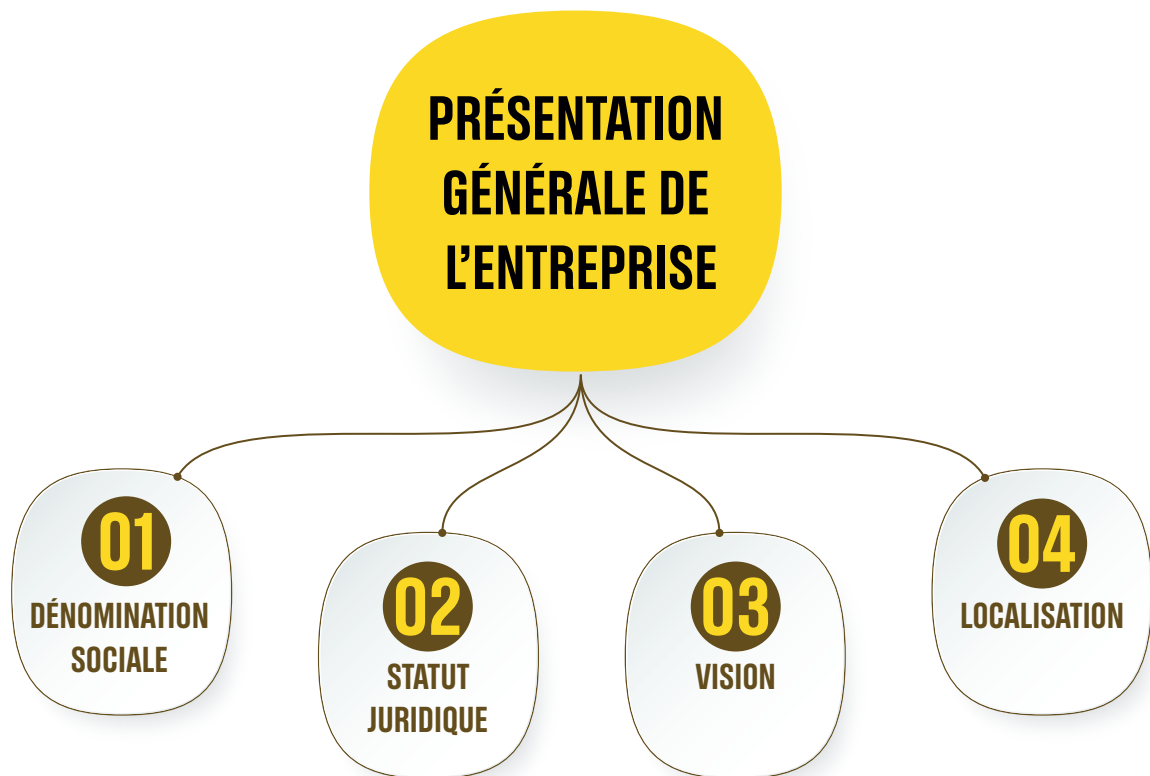 PRÉSENTATION
GÉNÉRALE DE
L’ENTREPRISE
01
DÉNOMINATION
SOCIALE
02
STATUT
JURIDIQUE
03
VISION
04
LOCALISATION